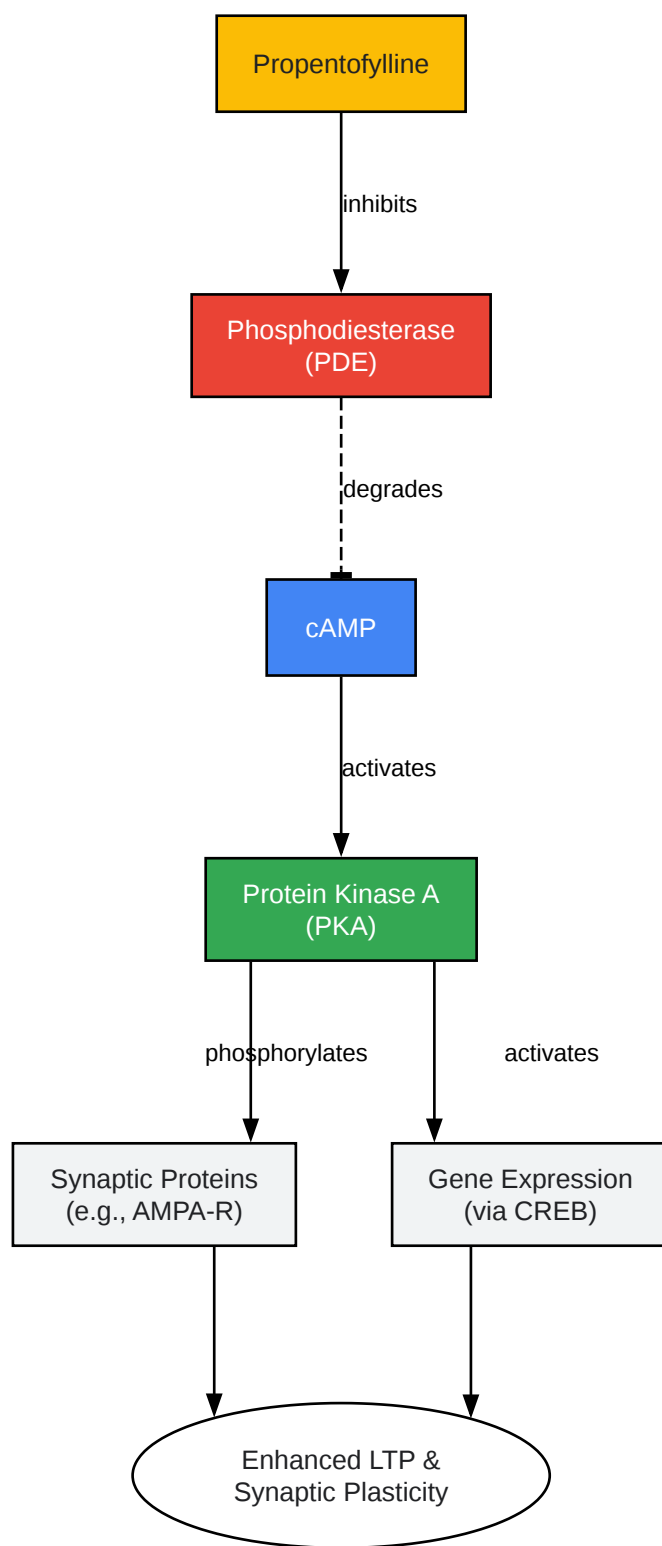 Propentofylline
inhibits
Phosphodiesterase
(PDE)
degrades
cAMP
activates
Protein Kinase A
(PKA)
phosphorylates
activates
Synaptic Proteins
(e.g., AMPA-R)
Gene Expression
(via CREB)
Enhanced LTP &
Synaptic Plasticity